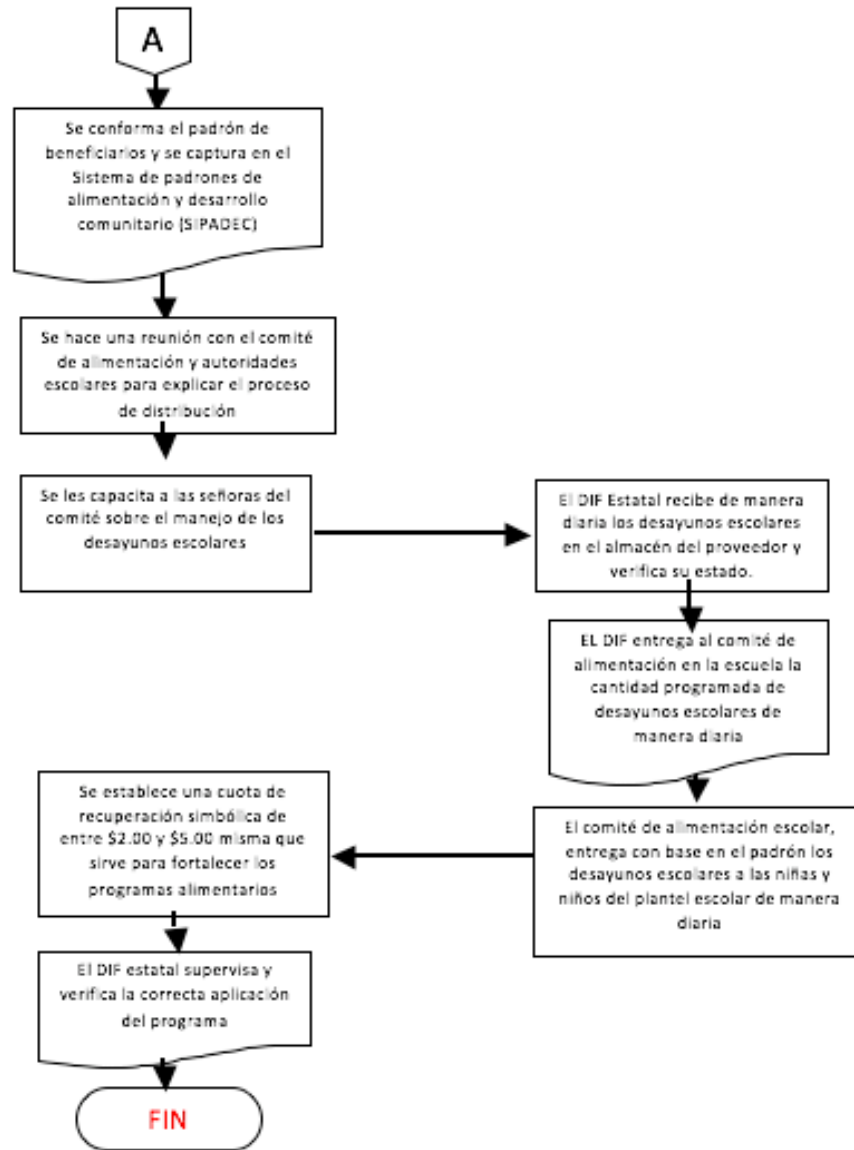 A
Se conforma el padrón de
beneficiarios y se captura en el
Sistema de padrones de
alimentación y desarrollo
comunitario (SIPADEC)
Se hace una reunión con el comité
de alimentación y autoridades
escolares para explicar el proceso
de distribución
Se les capacita a las señoras del
comité sobre el manejo de los
desayunos escolares
El DIF Estatal recibe de manera
diaria los desayunos escolares
en el almacén del proveedor y
verifica su estado.
EL DIF entrega al comité de
alimentación en la escuela la
cantidad programada de
desayunos escolares de
manera diaria
El comité de alimentación escolar,
entrega con base en el padrón los
desayunos escolares a las niñas y
niños del plantel escolar de manera
diaria
Se establece una cuota de
recuperación simbólica de
entre $2.00 y $5.00 misma que
sirve para fortalecer los
programas alimentarios
El DIF estatal supervisa y
verifica la correcta aplicación
del programa
FIN